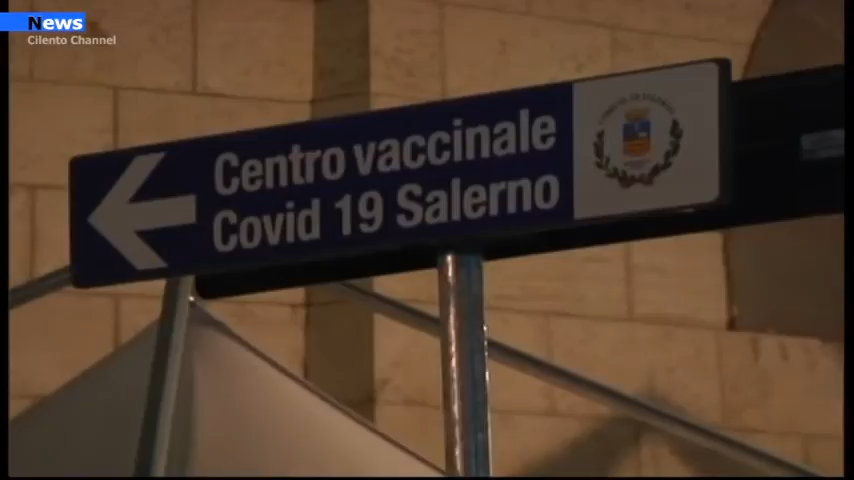 News
Cilento Channel
Centro vaccinale
Covid 19 Salerno